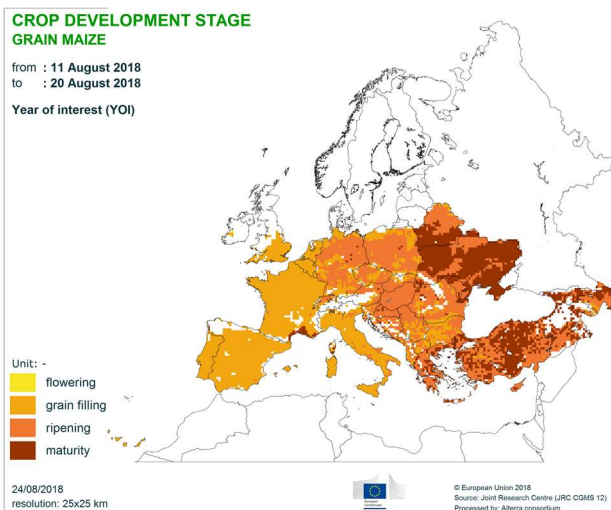 CROP DEVELOPMENT STAGE
GRAIN MAIZE
from : 11 August 2018
to : 20 August 2018
Year of interest (YOI)
Unit: -
flowering
grain filling
ripening
maturity
24/08/2018
resolution: 25x25 km
European
Commission
© European Union 2018
Source: Joint Research Centre (JRC CGMS 12)
Processed by: Alterra consortium